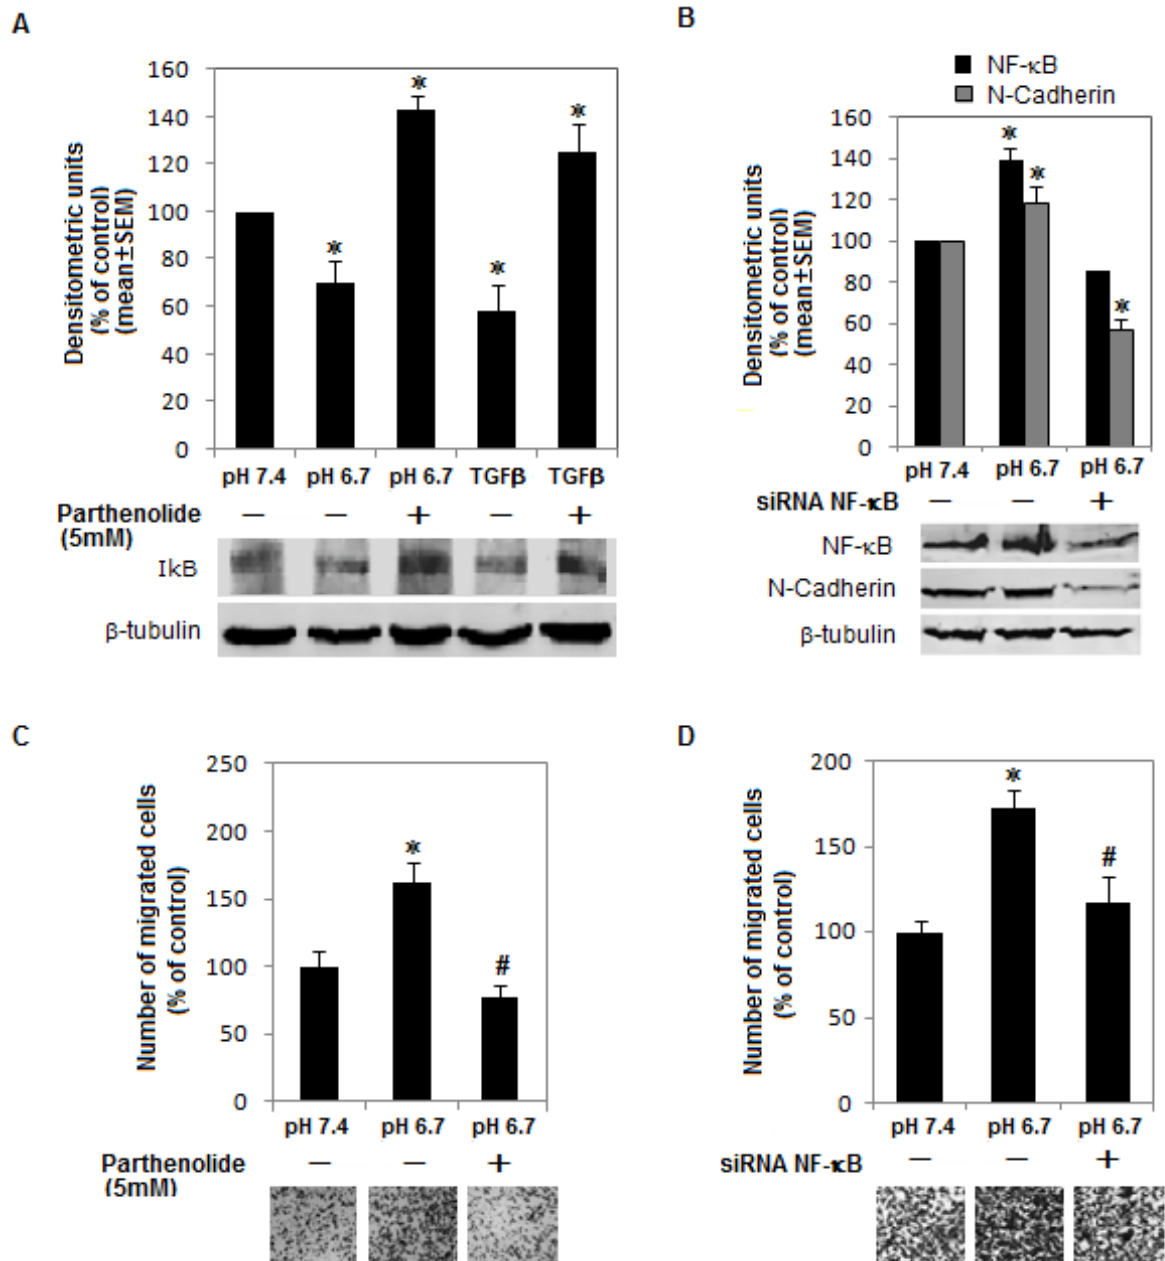 A
Densitometric units
(% of control)
(mean±SEM)
160
140
120
100
80
60
40
20
0
*
*
*
*
pH 7.4 pH 6.7 pH 6.7 TGFβ TGFβ
Parthenolide
(5mM)
− − + − +
IkB
β-tubulin
B
NF-κB
N-Cadherin
Densitometric units
(% of control)
(mean±SEM)
160
140
120
100
80
60
40
20
0
*
*
*
pH 7.4 pH 6.7 pH 6.7
siRNA NF-κB − − +
NF-κB
N-Cadherin
β-tubulin
C
Number of migrated cells
(% of control)
250
200
150
100
50
0
*
#
pH 7.4 pH 6.7 pH 6.7
Parthenolide
(5mM)
− − +
D
Number of migrated cells
(% of control)
200
150
100
50
0
*
#
pH 7.4 pH 6.7 pH 6.7
siRNA NF-κB − − +